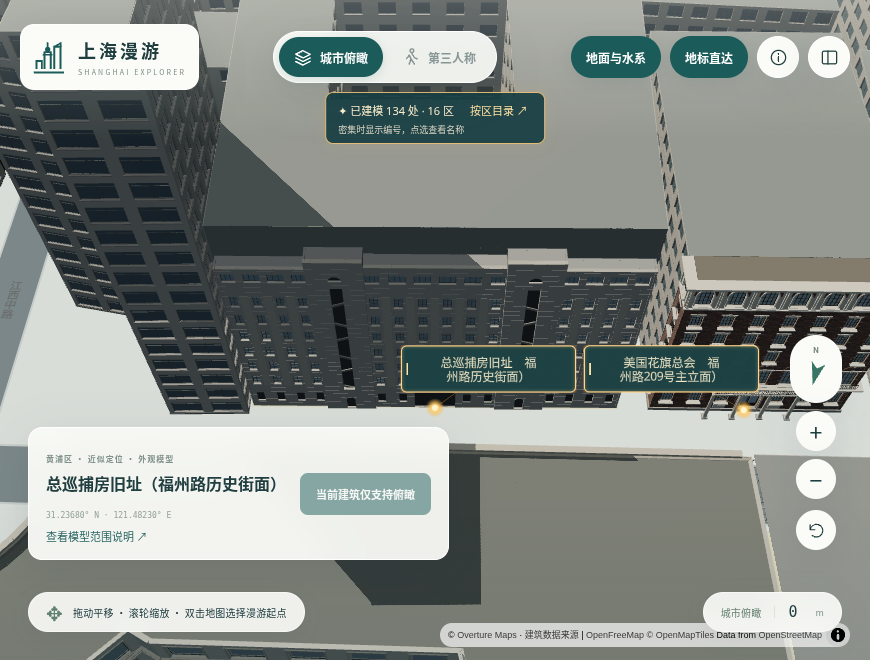 上海漫游
SHANGHAI EXPLORER
城市俯瞰
第三人称
地面与水系
地标直达
✦ 已建模 134 处 · 16 区 按区目录 ↗
密集时显示编号，点选查看名称
总巡捕房旧址 福
州路历史街面）
美国花旗总会 福
州路209号主立面）
N
黄浦区 · 近似定位 · 外观模型
总巡捕房旧址（福州路历史街面）
31.23680° N · 121.48230° E
查看模型范围说明 ↗
当前建筑仅支持俯瞰
拖动平移 · 滚轮缩放 · 双击地图选择漫游起点
城市俯瞰 0 m
© Overture Maps · 建筑数据来源 | OpenFreeMap © OpenMapTiles Data from OpenStreetMap